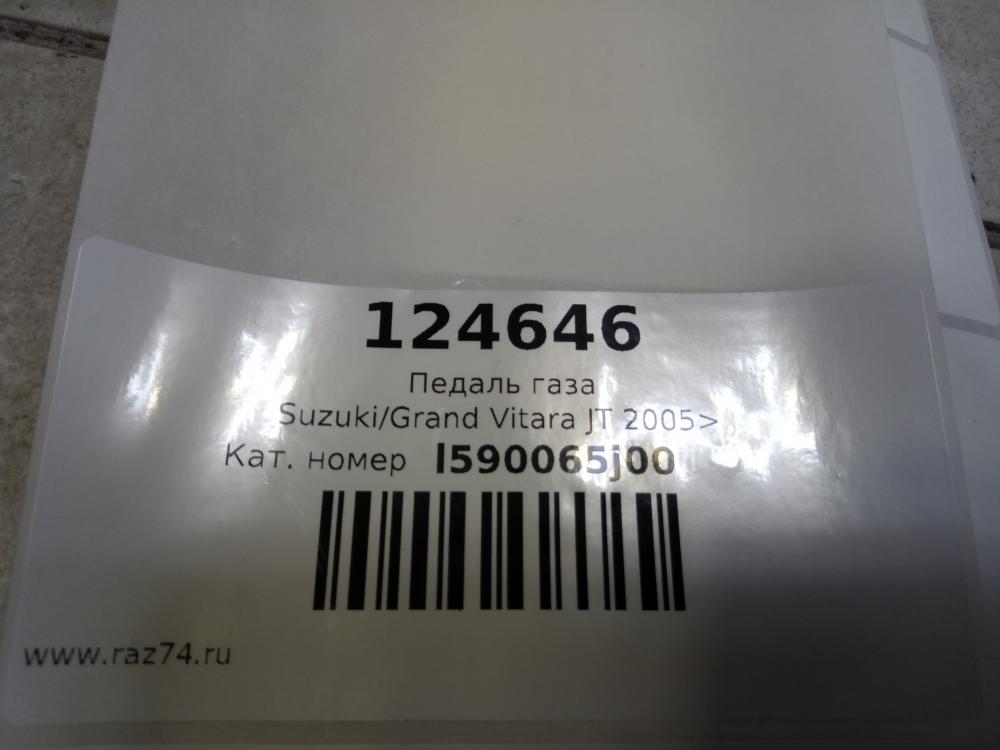 124646
Педаль газа
Suzuki/Grand Vitara JT 2005>
Кат. номер l590065j00
www.raz74.ru